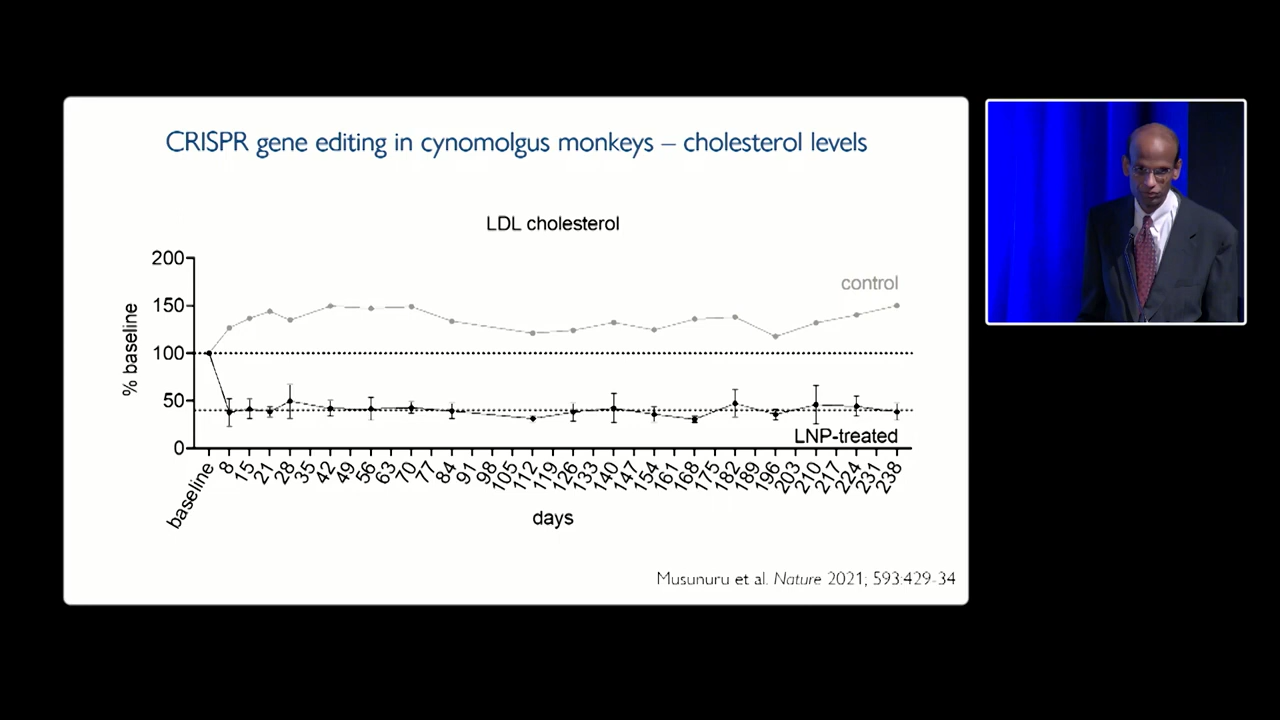 CRISPR gene editing in cynomolgus monkeys – cholesterol levels
LDL cholesterol
200
150
100
50
0
% baseline
control
LNP-treated
baseline 8 15 21 28 35 42 49 56 63 70 77 84 91 98 105 112 119 126 133 140 147 154 161 168 175 182 189 196 203 210 217 224 231 238
days
Musunuru et al. Nature 2021; 593:429-34